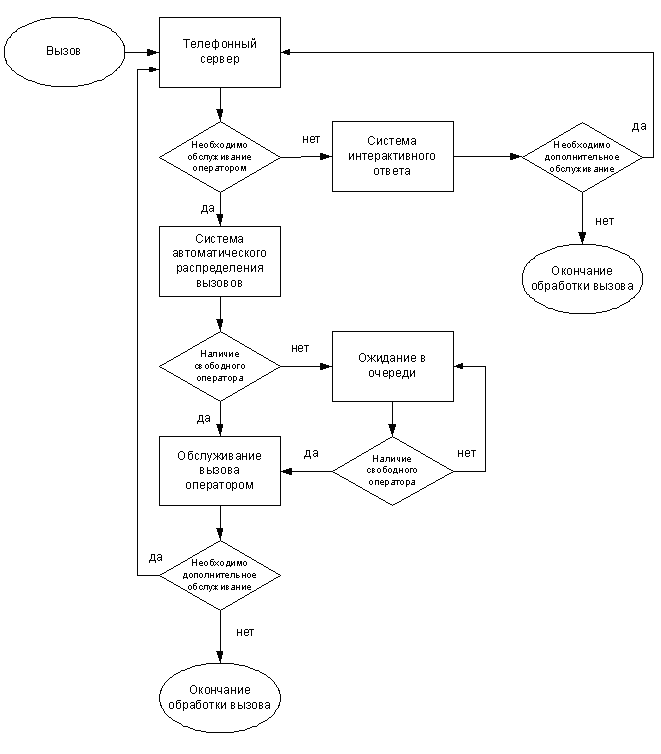 Вызов
Телефонный
сервер
да
Необходимо
обслуживание
оператором
нет
Система
интерактивного
ответа
Необходимо
дополнительное
обслуживание
да
нет
Система
автоматического
распределения
вызовов
Окончание
обработки вызова
Наличие
свободного
оператора
нет
Ожидание в
очереди
да
Обслуживание
вызова
оператором
да
Наличие
свободного
оператора
нет
да
Необходимо
дополнительное
обслуживание
нет
Окончание
обработки вызова